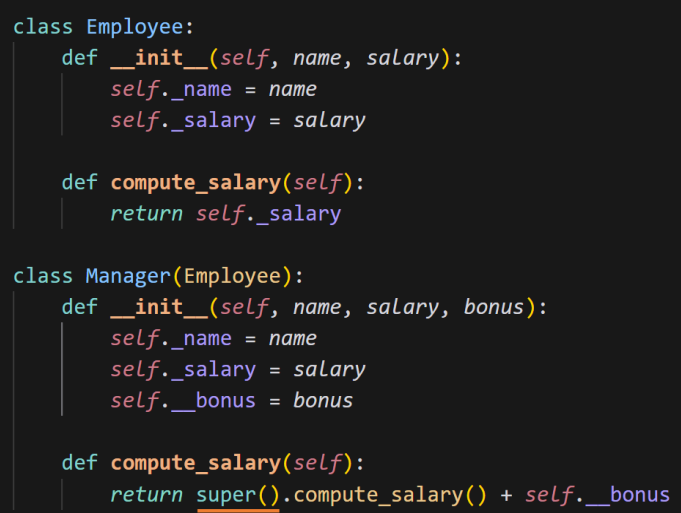 class Employee:
    def __init__(self, name, salary):
        self._name = name
        self._salary = salary
    def compute_salary(self):
        return self._salary
class Manager(Employee):
    def __init__(self, name, salary, bonus):
        self._name = name
        self._salary = salary
        self.__bonus = bonus
    def compute_salary(self):
        return super().compute_salary() + self.__bonus